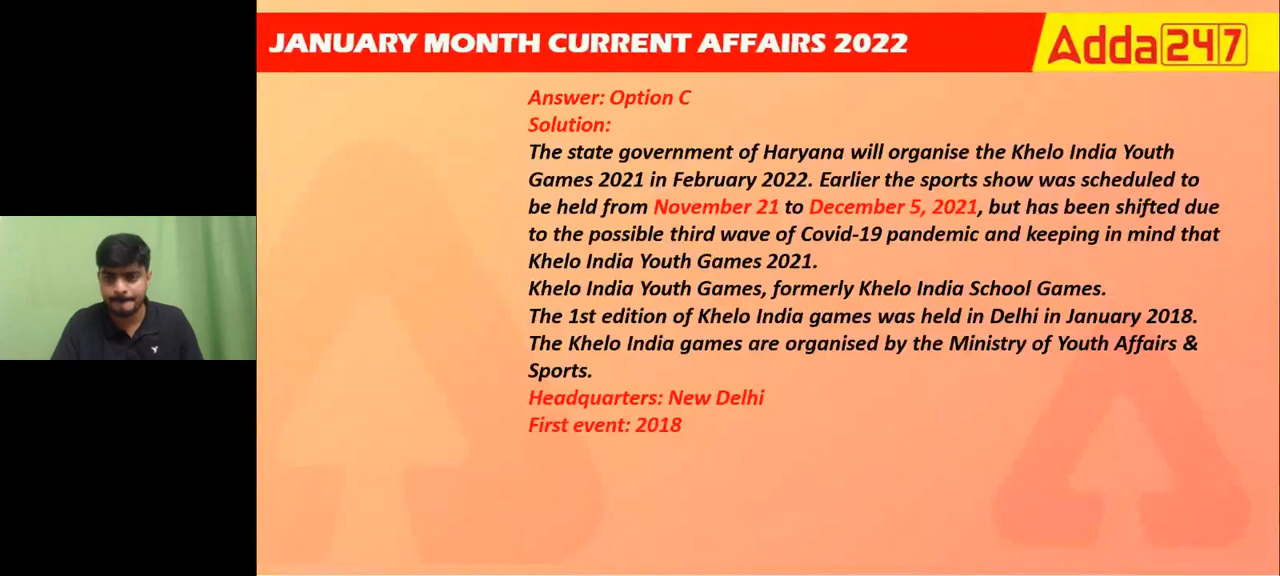 JANUARY MONTH CURRENT AFFAIRS 2022
Adda247
Answer: Option C
Solution:
The state government of Haryana will organise the Khelo India Youth
Games 2021 in February 2022. Earlier the sports show was scheduled to
be held from November 21 to December 5, 2021, but has been shifted due
to the possible third wave of Covid-19 pandemic and keeping in mind that
Khelo India Youth Games 2021.
Khelo India Youth Games, formerly Khelo India School Games.
The 1st edition of Khelo India games was held in Delhi in January 2018.
The Khelo India games are organised by the Ministry of Youth Affairs &
Sports.
Headquarters: New Delhi
First event: 2018